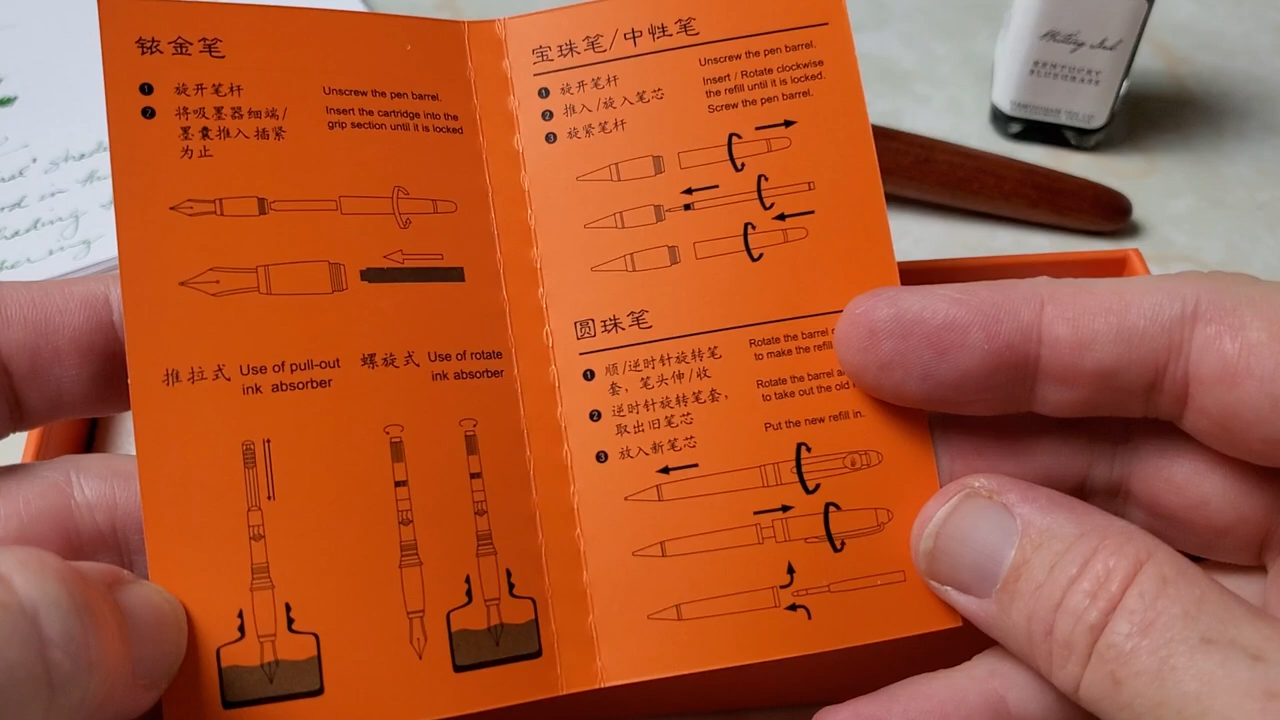 铱金笔
❶ 旋开笔杆
Unscrew the pen barrel.
❷ 将吸墨器细端/
墨囊推入插紧
为止
Insert the cartridge into the
grip section until it is locked
推拉式
Use of pull-out
ink absorber
螺旋式
Use of rotate
ink absorber
宝珠笔/中性笔
❶ 旋开笔杆
Unscrew the pen barrel.
❷ 推入/旋入笔芯
Insert / Rotate clockwise
the refill until it is locked.
❸ 旋紧笔杆
Screw the pen barrel.
圆珠笔
❶ 顺/逆时针旋转笔
套，笔头伸/收
Rotate the barrel
to make the refill
❷ 逆时针旋转笔套，
取出旧笔芯
Rotate the barrel
to take out the old
❸ 放入新笔芯
Put the new refill in.
Writing Ink
KENTUCKY
BLUEGRASS